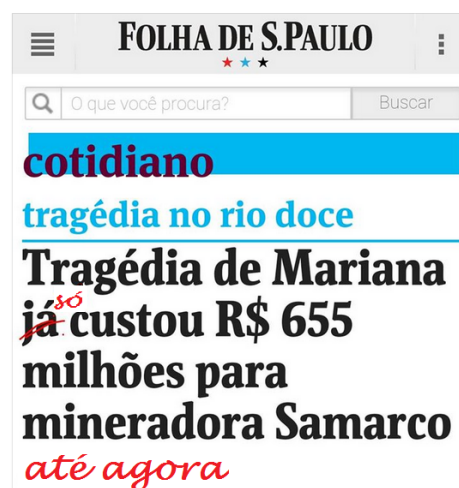 FOLHA DE S.PAULO
O que você procura? Buscar
cotidiano
tragédia no rio doce
Tragédia de Mariana
só
já custou R$ 655
milhões para
mineradora Samarco
até agora